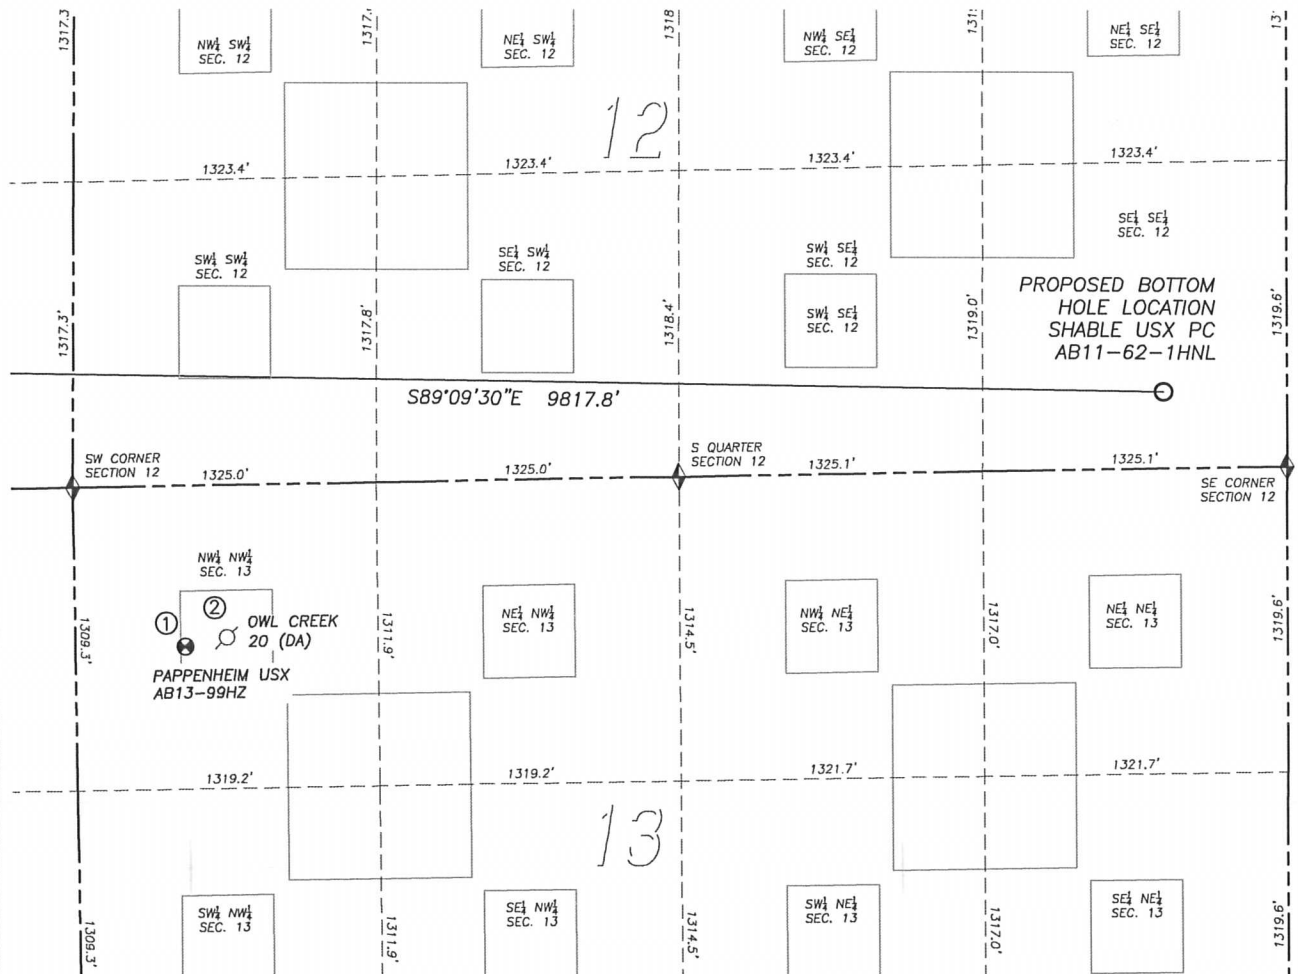 1317.3
1317.
1318
131
13
NW¼ SW¼
SEC. 12
NE¼ SW¼
SEC. 12
NW¼ SE¼
SEC. 12
NE¼ SE¼
SEC. 12
12
1323.4'
1323.4'
1323.4'
1323.4'
SW¼ SW¼
SEC. 12
SE¼ SW¼
SEC. 12
SW¼ SE¼
SEC. 12
SE¼ SE¼
SEC. 12
SW¼ SE¼
SEC. 12
1317.3'
1317.8'
1318.4'
1319.0'
1319.6'
PROPOSED BOTTOM
HOLE LOCATION
SHABLE USX PC
AB11-62-1HNL
S89°09'30"E 9817.8'
SW CORNER
SECTION 12
1325.0'
1325.0'
S QUARTER
SECTION 12
1325.1'
1325.1'
SE CORNER
SECTION 12
NW¼ NW¼
SEC. 13
1
2
OWL CREEK
20 (DA)
PAPPENHEIM USX
AB13-99HZ
NE¼ NW¼
SEC. 13
NW¼ NE¼
SEC. 13
NE¼ NE¼
SEC. 13
1309.3'
1311.9'
1314.5'
1317.0'
1319.6'
1319.2'
1319.2'
1321.7'
1321.7'
13
SW¼ NW¼
SEC. 13
SE¼ NW¼
SEC. 13
SW¼ NE¼
SEC. 13
SE¼ NE¼
SEC. 13
1309.3'
1311.9'
1314.5'
1317.0'
1319.6'